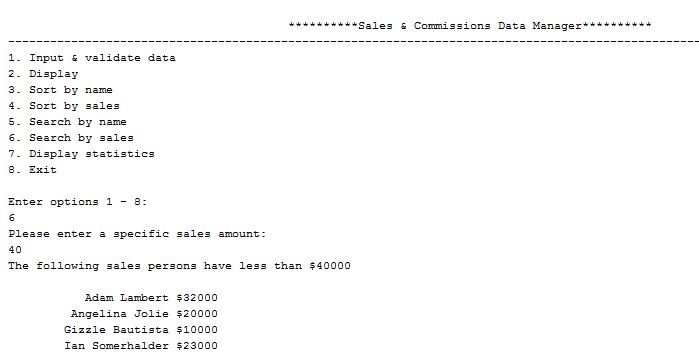 **********Sales & Commissions Data Manager**********
1. Input & validate data
2. Display
3. Sort by name
4. Sort by sales
5. Search by name
6. Search by sales
7. Display statistics
8. Exit
Enter options 1 - 8:
6
Please enter a specific sales amount:
40
The following sales persons have less than $40000
Adam Lambert $32000
Angelina Jolie $20000
Gizzle Bautista $10000
Ian Somerhalder $23000